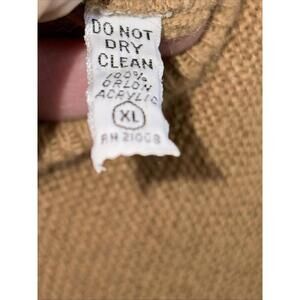 DO NOT
DRY
CLEAN
100%
ORLON
ACRYLIC
XL
RN 21008